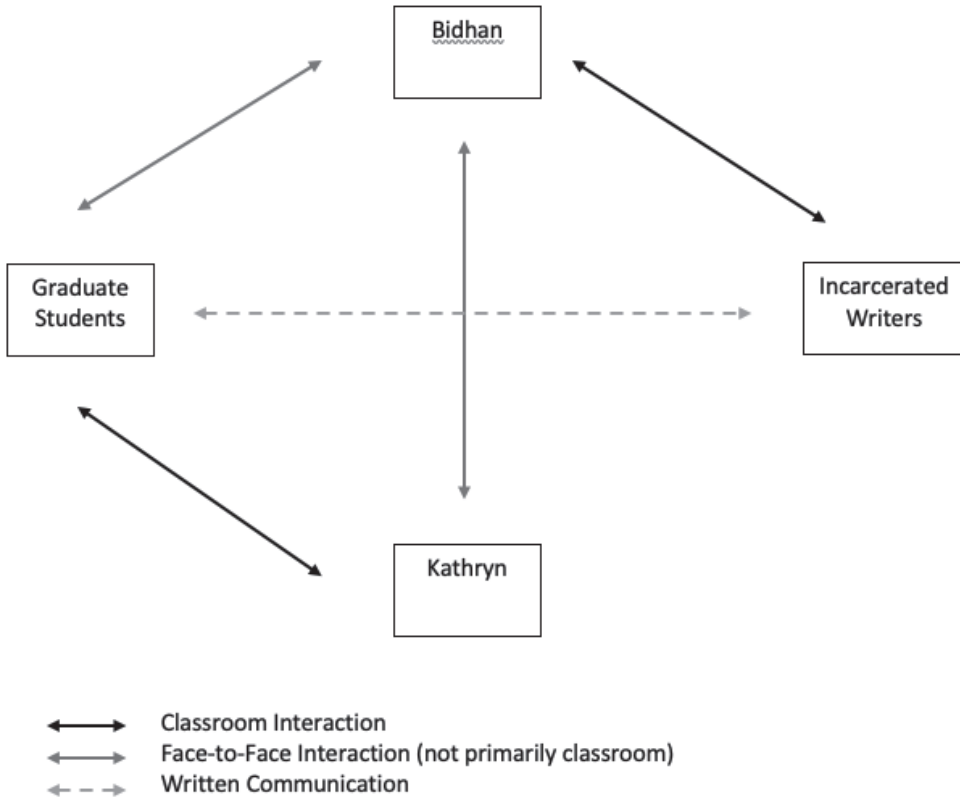 Bidhan
Graduate
Students
Incarcerated
Writers
Kathryn
Classroom Interaction
Face-to-Face Interaction (not primarily classroom)
Written Communication